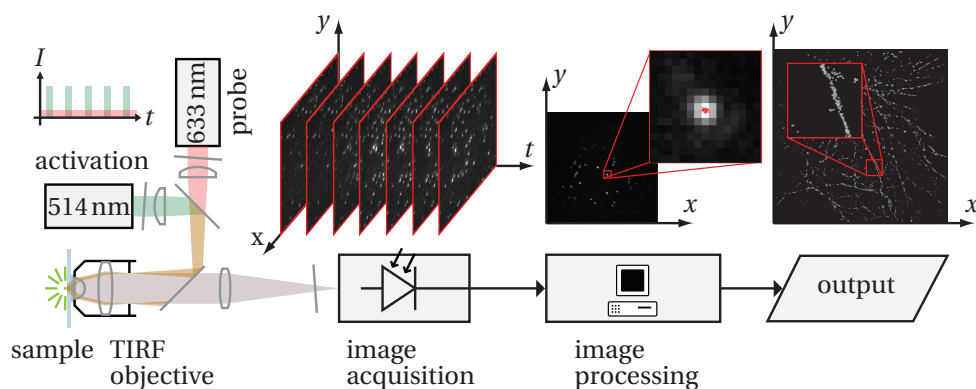 I
t
activation
633 nm
probe
514 nm
y
t
x
y
x
y
x
output
sample
TIRF
objective
image
acquisition
image
processing